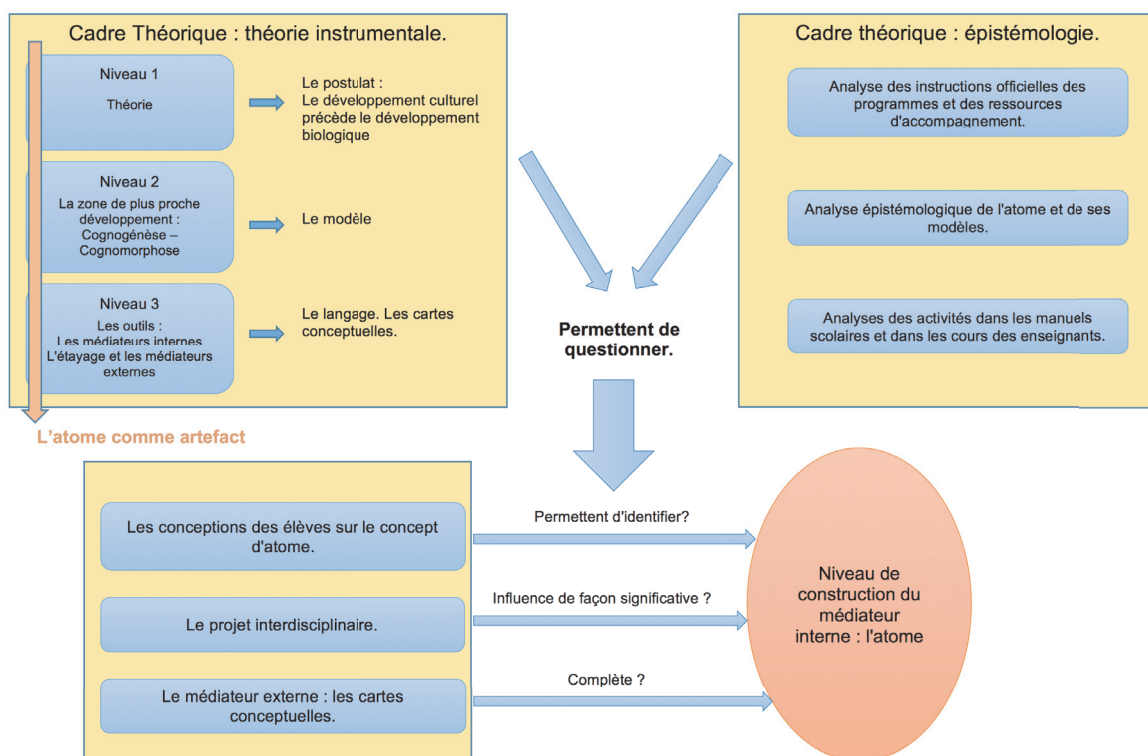 Cadre Théorique : théorie instrumentale.
Niveau 1
Théorie
Le postulat :
Le développement culturel
précède le développement
biologique
Niveau 2
La zone de plus proche
développement :
Cognogénèse –
Cognomorphose
Le modèle
Niveau 3
Les outils :
Les médiateurs internes
L'étayage et les médiateurs
externes
Le langage. Les cartes
conceptuelles.
L'atome comme artefact
Cadre théorique : épistémologie.
Analyse des instructions officielles des
programmes et des ressources
d'accompagnement.
Analyse épistémologique de l'atome et de ses
modèles.
Analyses des activités dans les manuels
scolaires et dans les cours des enseignants.
Permettent de
questionner.
Les conceptions des élèves sur le concept
d'atome.
Permettent d'identifier?
Le projet interdisciplinaire.
Influence de façon significative ?
Le médiateur externe : les cartes
conceptuelles.
Complète ?
Niveau de
construction du
médiateur
interne : l'atome